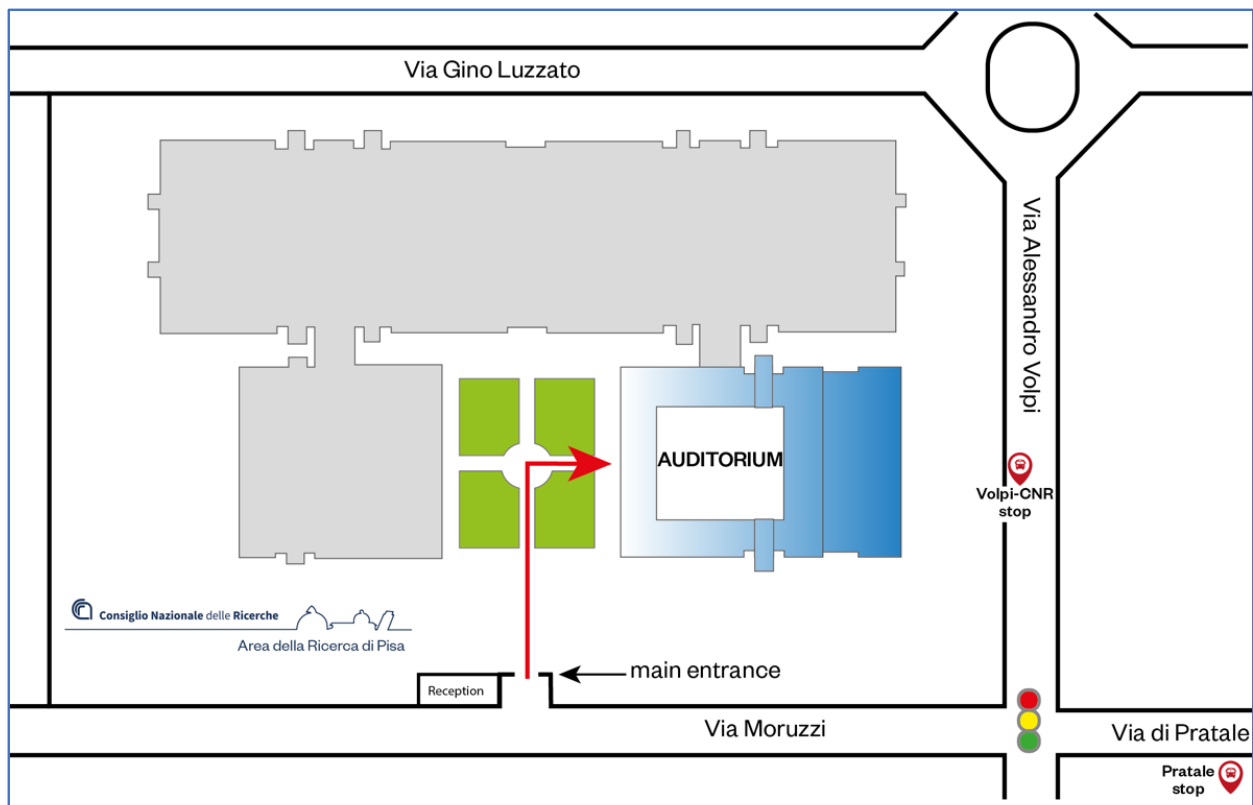 Via Gino Luzzato
Via Alessandro Volpi
AUDITORIUM
Volpi-CNR
stop
Consiglio Nazionale delle Ricerche
Area della Ricerca di Pisa
main entrance
Reception
Via Moruzzi
Via di Pratale
Pratale
stop